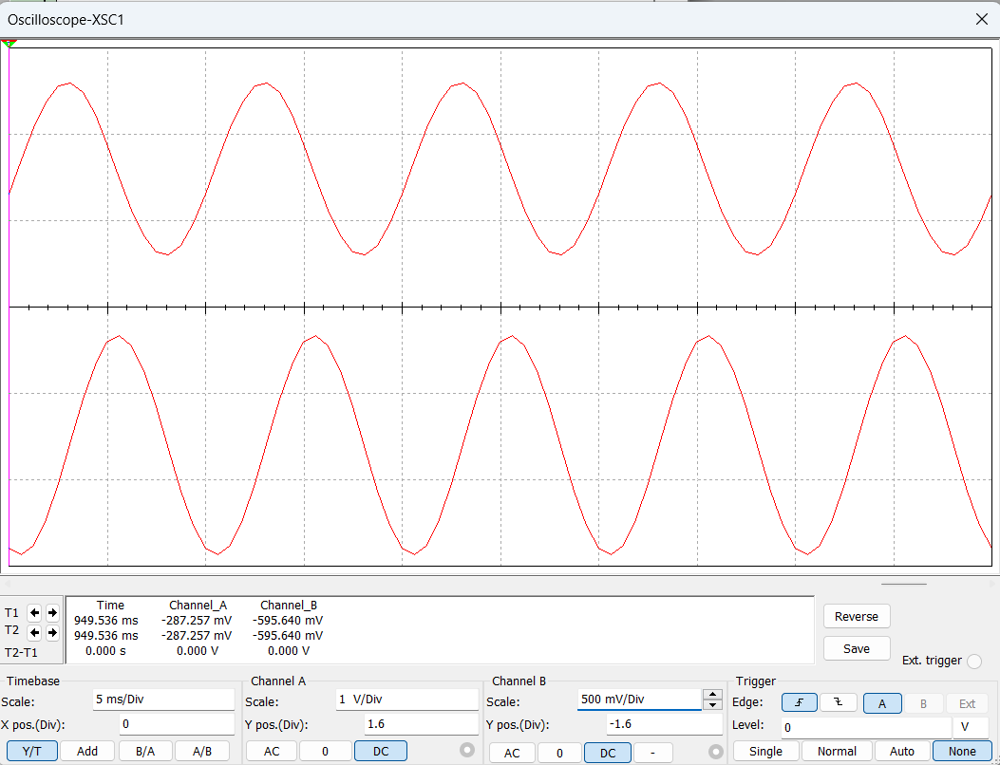 Oscilloscope-XSC1
Time Channel_A Channel_B
T1 949.536 ms -287.257 mV -595.640 mV
T2 949.536 ms -287.257 mV -595.640 mV
T2-T1 0.000 s 0.000 V 0.000 V
Reverse
Save
Ext. trigger
Timebase
Scale: 5 ms/Div
X pos.(Div): 0
Y/T Add B/A A/B
Channel A
Scale: 1 V/Div
Y pos.(Div): 1.6
AC 0 DC
Channel B
Scale: 500 mV/Div
Y pos.(Div): -1.6
AC 0 DC -
Trigger
Edge: A B Ext
Level: 0 V
Single Normal Auto None